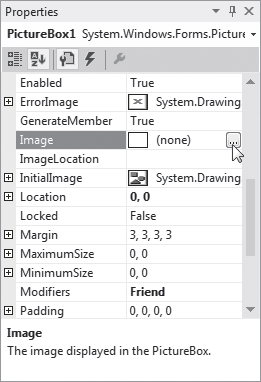 Properties
PictureBox1 System.Windows.Forms.Picture
Enabled True
ErrorImage System.Drawing
GenerateMember True
Image (none) ...
ImageLocation
InitialImage System.Drawing
Location 0, 0
Locked False
Margin 3, 3, 3, 3
MaximumSize 0, 0
MinimumSize 0, 0
Modifiers Friend
Padding 0, 0, 0, 0
Image
The image displayed in the PictureBox.